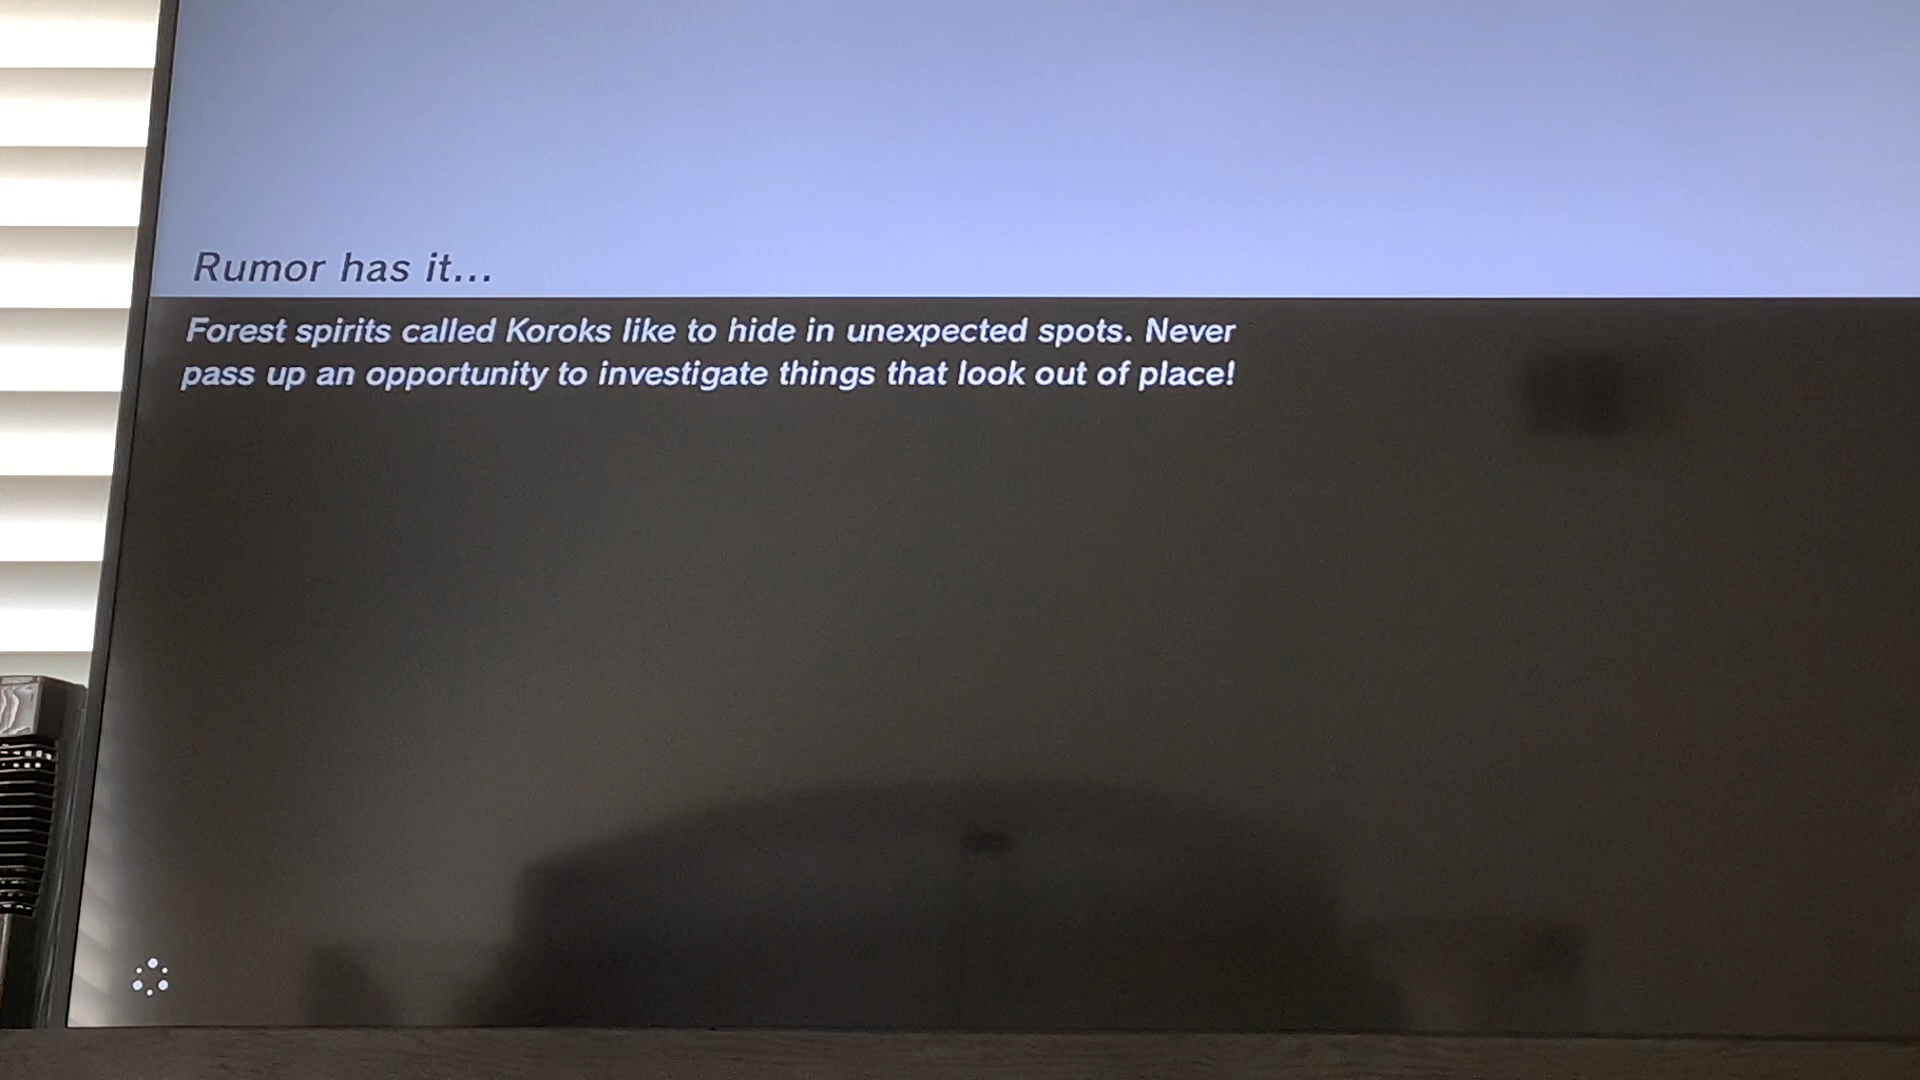 Rumor has it...
Forest spirits called Koroks like to hide in unexpected spots. Never
pass up an opportunity to investigate things that look out of place!